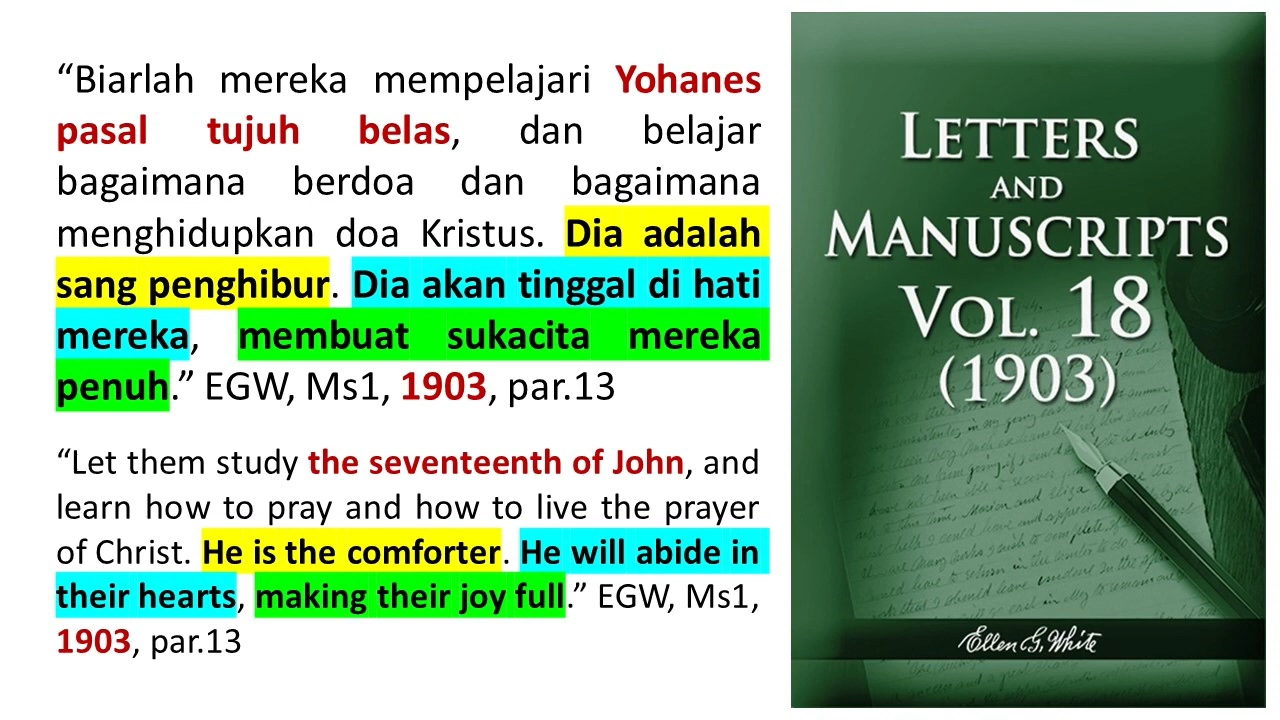 “Biarlah mereka mempelajari Yohanes
pasal tujuh belas, dan belajar
bagaimana berdoa dan bagaimana
menghidupkan doa Kristus. Dia adalah
sang penghibur. Dia akan tinggal di hati
mereka, membuat sukacita mereka
penuh.” EGW, Ms1, 1903, par.13
“Let them study the seventeenth of John, and
learn how to pray and how to live the prayer
of Christ. He is the comforter. He will abide in
their hearts, making their joy full.” EGW, Ms1,
1903, par.13
LETTERS
AND
MANUSCRIPTS
VOL. 18
(1903)
Ellen G. White